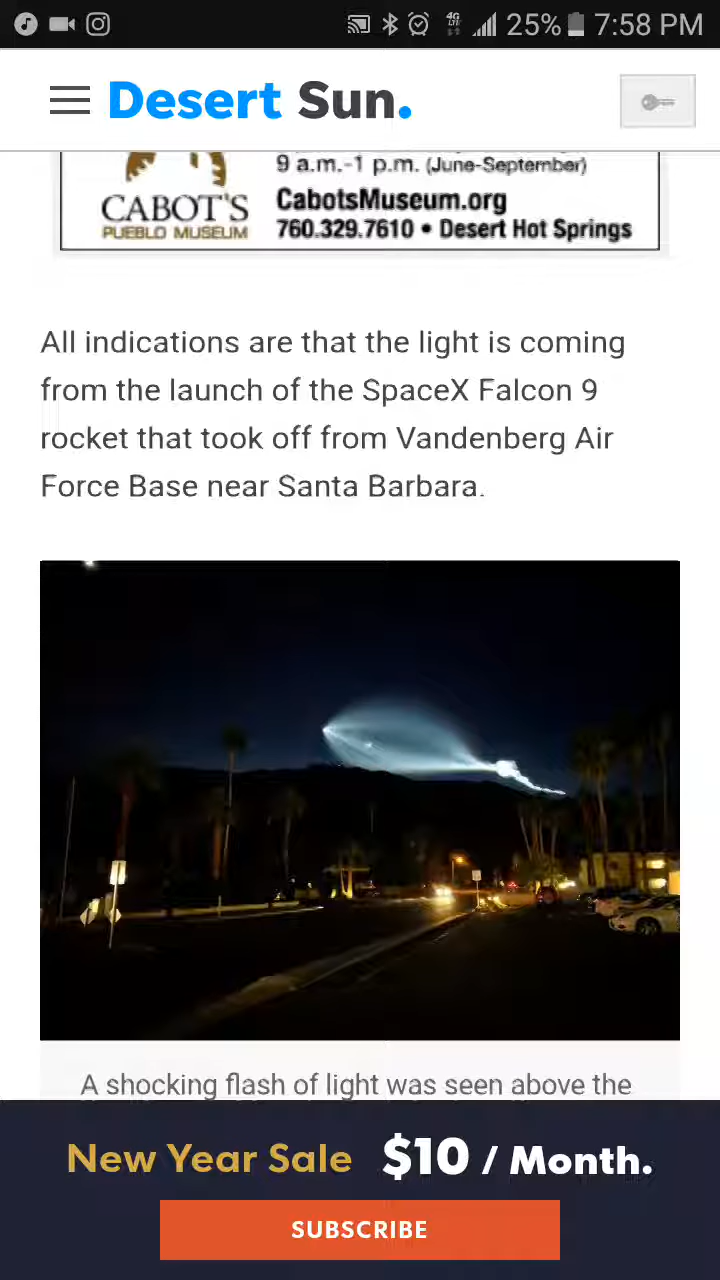 25% 7:58 PM
Desert Sun.
9 a.m.-1 p.m. (June-September)
CABOT'S
PUEBLO MUSEUM
CabotsMuseum.org
760.329.7610 • Desert Hot Springs
All indications are that the light is coming
from the launch of the SpaceX Falcon 9
rocket that took off from Vandenberg Air
Force Base near Santa Barbara.
A shocking flash of light was seen above the
New Year Sale $10 / Month.
SUBSCRIBE